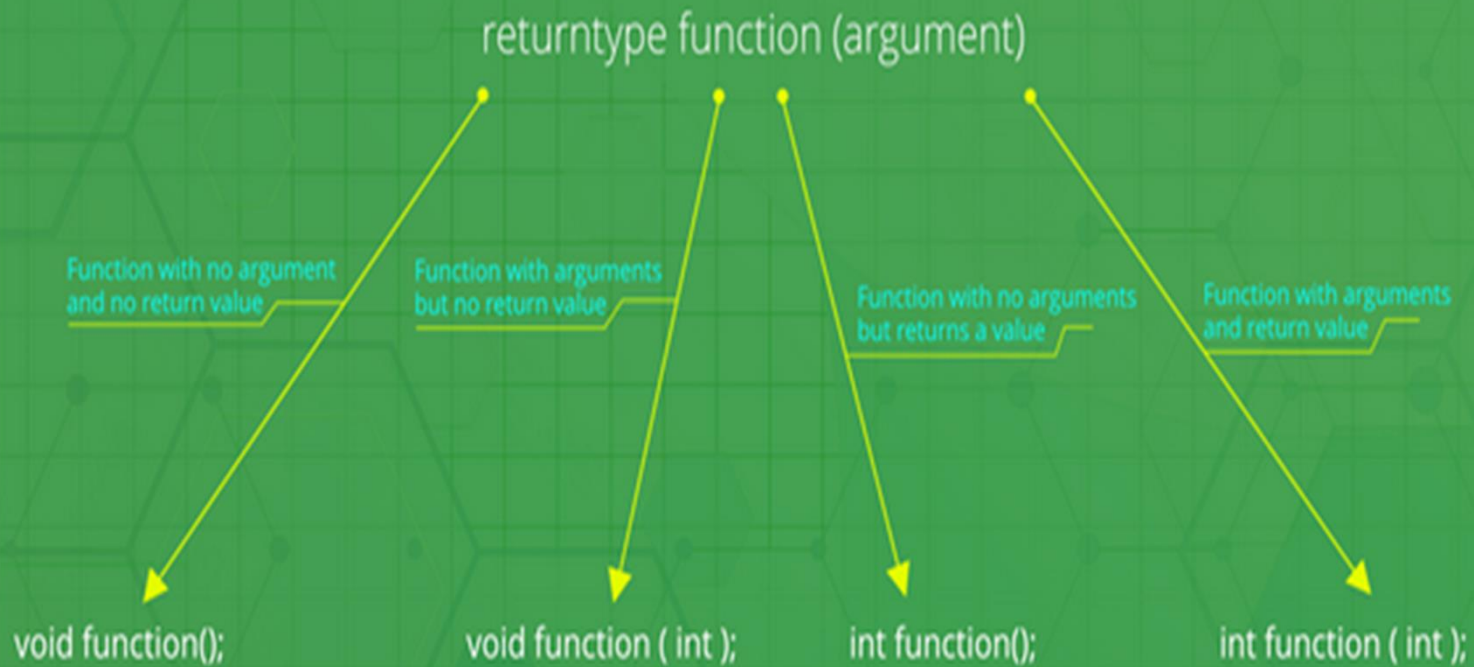 returntype function (argument)
Function with no argument
and no return value
Function with arguments
but no return value
Function with no arguments
but returns a value
Function with arguments
and return value
void function();
void function ( int );
int function();
int function ( int );